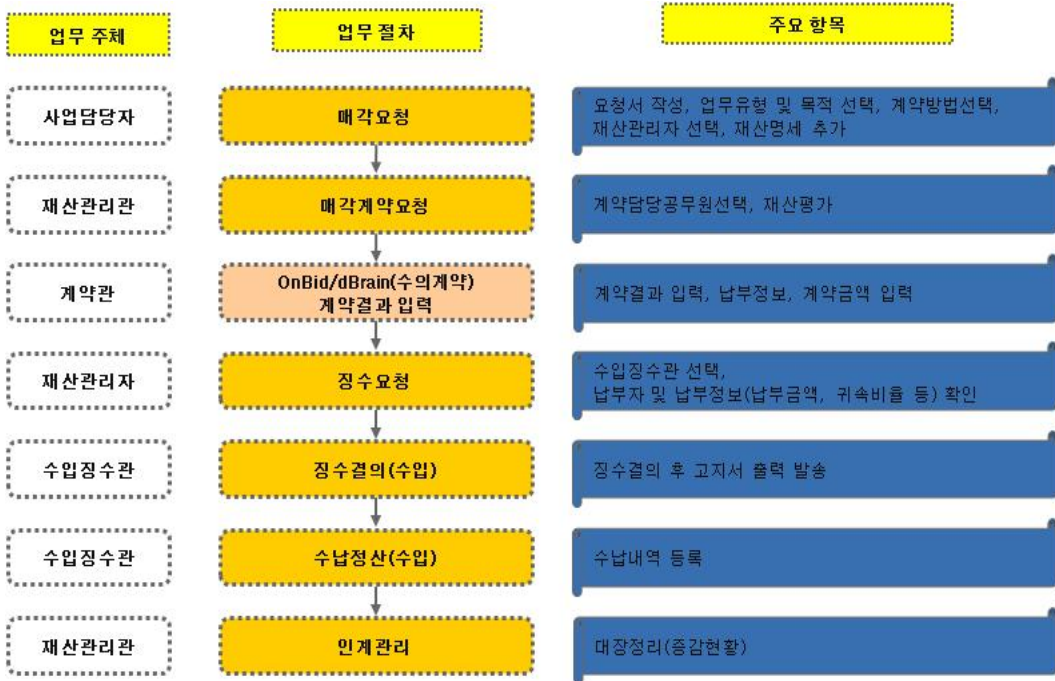 업무 주체
업무 절차
주요 항목
사업담당자
매각요청
요청서 작성, 업무유형 및 목적 선택, 계약방법선택,
재산관리자 선택, 재산명세 추가
재산관리관
매각계약요청
계약담당공무원선택, 재산평가
계약관
OnBid/dBrain(수의계약)
계약결과 입력
계약결과 입력, 납부정보, 계약금액 입력
재산관리자
징수요청
수입징수관 선택,
납부자 및 납부정보(납부금액, 귀속비율 등) 확인
수입징수관
징수결의(수입)
징수결의 후 고지서 출력 발송
수입징수관
수납정산(수입)
수납내역 등록
재산관리관
인계관리
대장정리(증감현황)